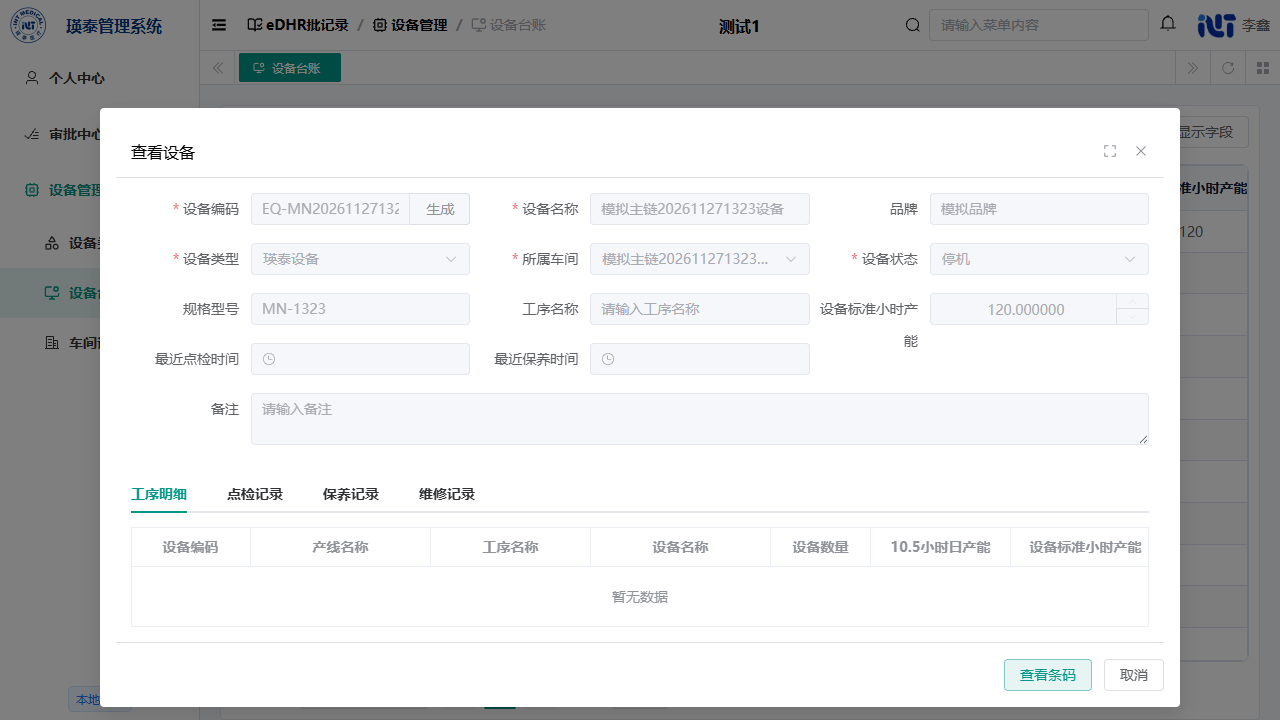 瑛泰管理系统
eDHR批记录 / 设备管理 / 设备台账
测试1
请输入菜单内容
李鑫
个人中心
设备台账
审批中心
显示字段
设备管理
准小时产能
120
查看设备
* 设备编码 EQ-MN2026112713 生成
* 设备名称 模拟主链202611271323设备
品牌 模拟品牌
* 设备类型 瑛泰设备
* 所属车间 模拟主链202611271323...
* 设备状态 停机
规格型号 MN-1323
工序名称 请输入工序名称
设备标准小时产能 120.000000
最近点检时间
最近保养时间
备注 请输入备注
工序明细 点检记录 保养记录 维修记录
设备编码 产线名称 工序名称 设备名称 设备数量 10.5小时日产能 设备标准小时产能
暂无数据
查看条码 取消
本地